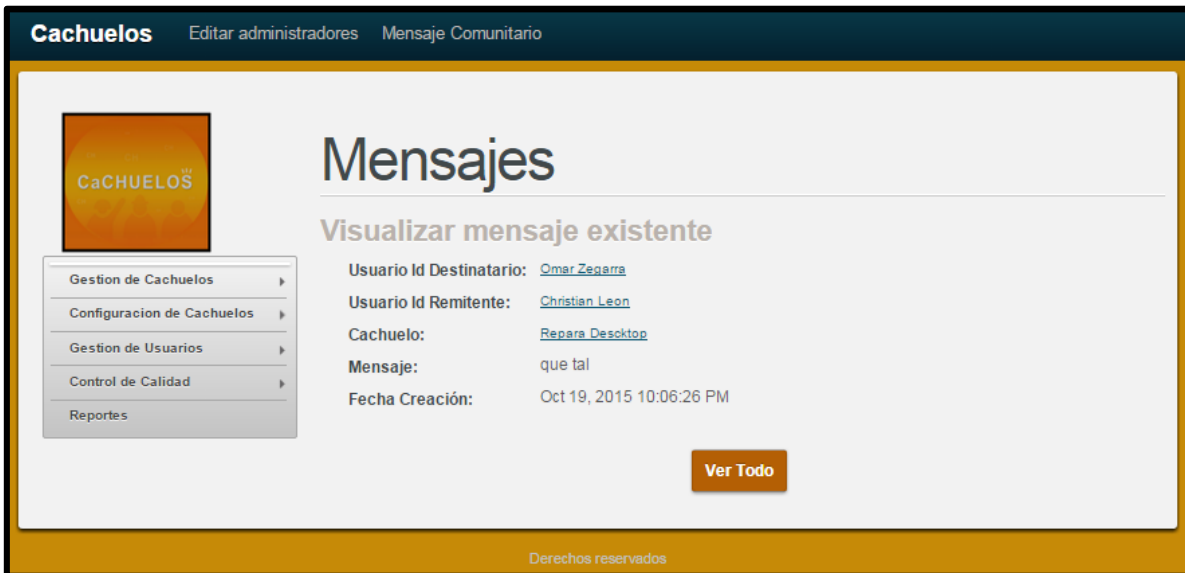 Cachuelos Editar administradores Mensaje Comunitario
CaCHUELOS
Mensajes
Visualizar mensaje existente
Usuario Id Destinatario: Omar Zegarra
Usuario Id Remitente: Christian Leon
Cachuelo: Repara Descktop
Mensaje: que tal
Fecha Creación: Oct 19, 2015 10:06:26 PM
Gestion de Cachuelos
Configuracion de Cachuelos
Gestion de Usuarios
Control de Calidad
Reportes
Ver Todo
Derechos reservados